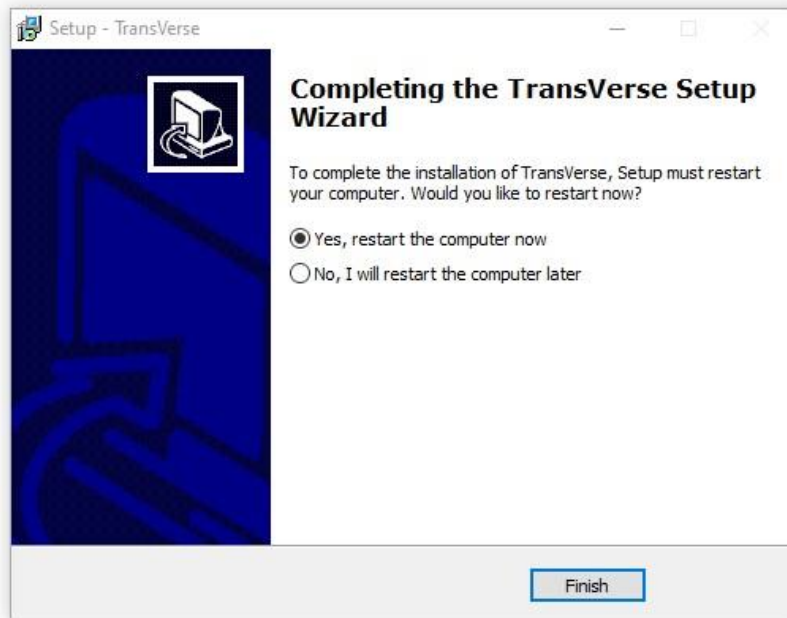 Setup - TransVerse
Completing the TransVerse Setup
Wizard
To complete the installation of TransVerse, Setup must restart
your computer. Would you like to restart now?
Yes, restart the computer now
No, I will restart the computer later
Finish